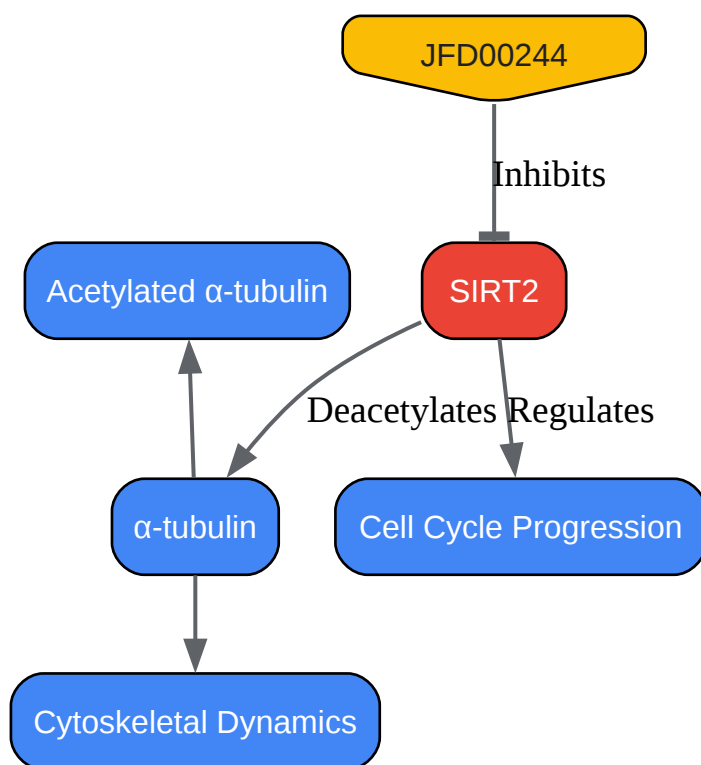 JFD00244
Inhibits
Acetylated α-tubulin
SIRT2
Deacetylates
Regulates
α-tubulin
Cell Cycle Progression
Cytoskeletal Dynamics